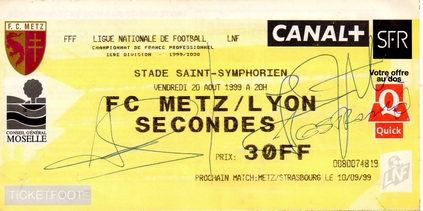 F.C. METZ
FFF LIGUE NATIONALE DE FOOTBALL LNF
CHAMPIONNAT DE FRANCE PROFESSIONNEL
1ERE DIVISION - 1999/2000
CANAL+
SFR
STADE SAINT-SYMPHORIEN
VENDREDI 20 AOUT 1999 A 20H
Votre offre
au dos
FC METZ/LYON
SECONDES
Quick
CONSEIL GÉNÉRAL
MOSELLE
PRIX: 30FF
0080074819
LNF
PROCHAIN MATCH:METZ/STRASBOURG LE 10/09/99
TICKETFOOT